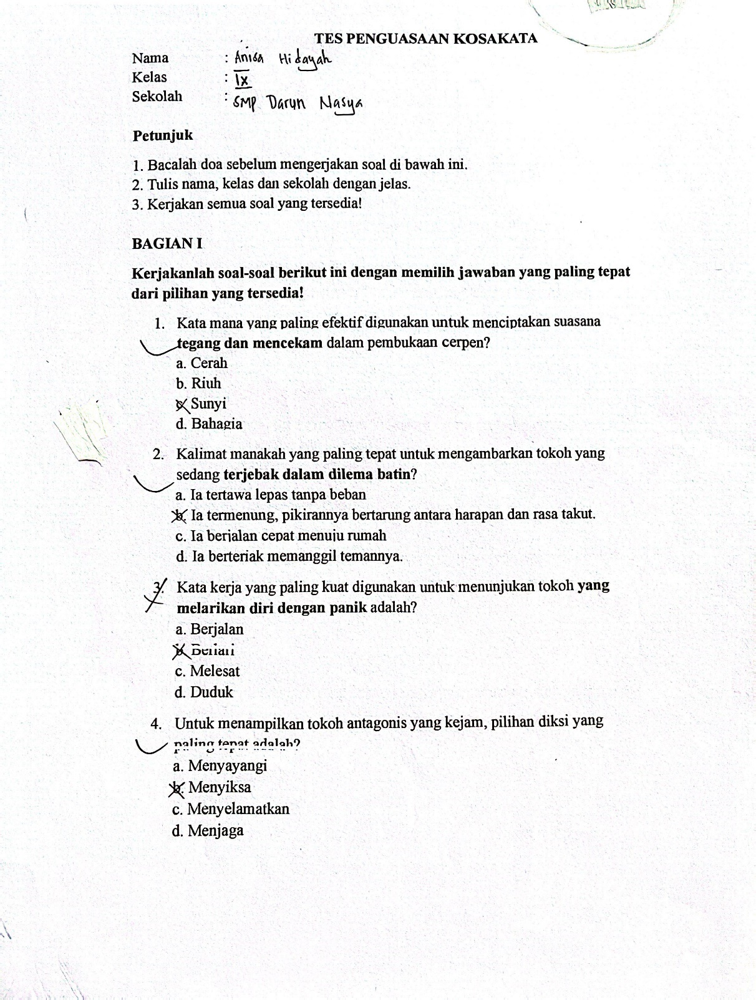 TES PENGUASAAN KOSAKATA
Nama : Anisa Hidayah
Kelas : IX
Sekolah : SMP Darun Nasya
Petunjuk
1. Bacalah doa sebelum mengerjakan soal di bawah ini.
2. Tulis nama, kelas dan sekolah dengan jelas.
3. Kerjakan semua soal yang tersedia!
BAGIAN I
Kerjakanlah soal-soal berikut ini dengan memilih jawaban yang paling tepat
dari pilihan yang tersedia!
1. Kata mana yang paling efektif digunakan untuk menciptakan suasana
tegang dan mencekam dalam pembukaan cerpen?
a. Cerah
b. Riuh
c. Sunyi
d. Bahagia
2. Kalimat manakah yang paling tepat untuk mengambarkan tokoh yang
sedang terjebak dalam dilema batin?
a. Ia tertawa lepas tanpa beban
b. Ia termenung, pikirannya bertarung antara harapan dan rasa takut.
c. Ia berjalan cepat menuju rumah
d. Ia berteriak memanggil temannya.
3. Kata kerja yang paling kuat digunakan untuk menunjukan tokoh yang
melarikan diri dengan panik adalah?
a. Berjalan
b. Berlari
c. Melesat
d. Duduk
4. Untuk menampilkan tokoh antagonis yang kejam, pilihan diksi yang
paling tepat adalah?
a. Menyayangi
b. Menyiksa
c. Menyelamatkan
d. Menjaga